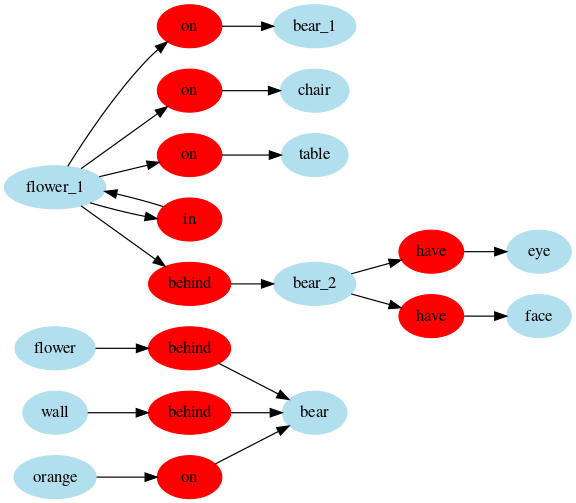 on
bear_1
on
chair
on
table
flower_1
in
have
eye
behind
bear_2
have
face
flower
behind
wall
behind
bear
orange
on